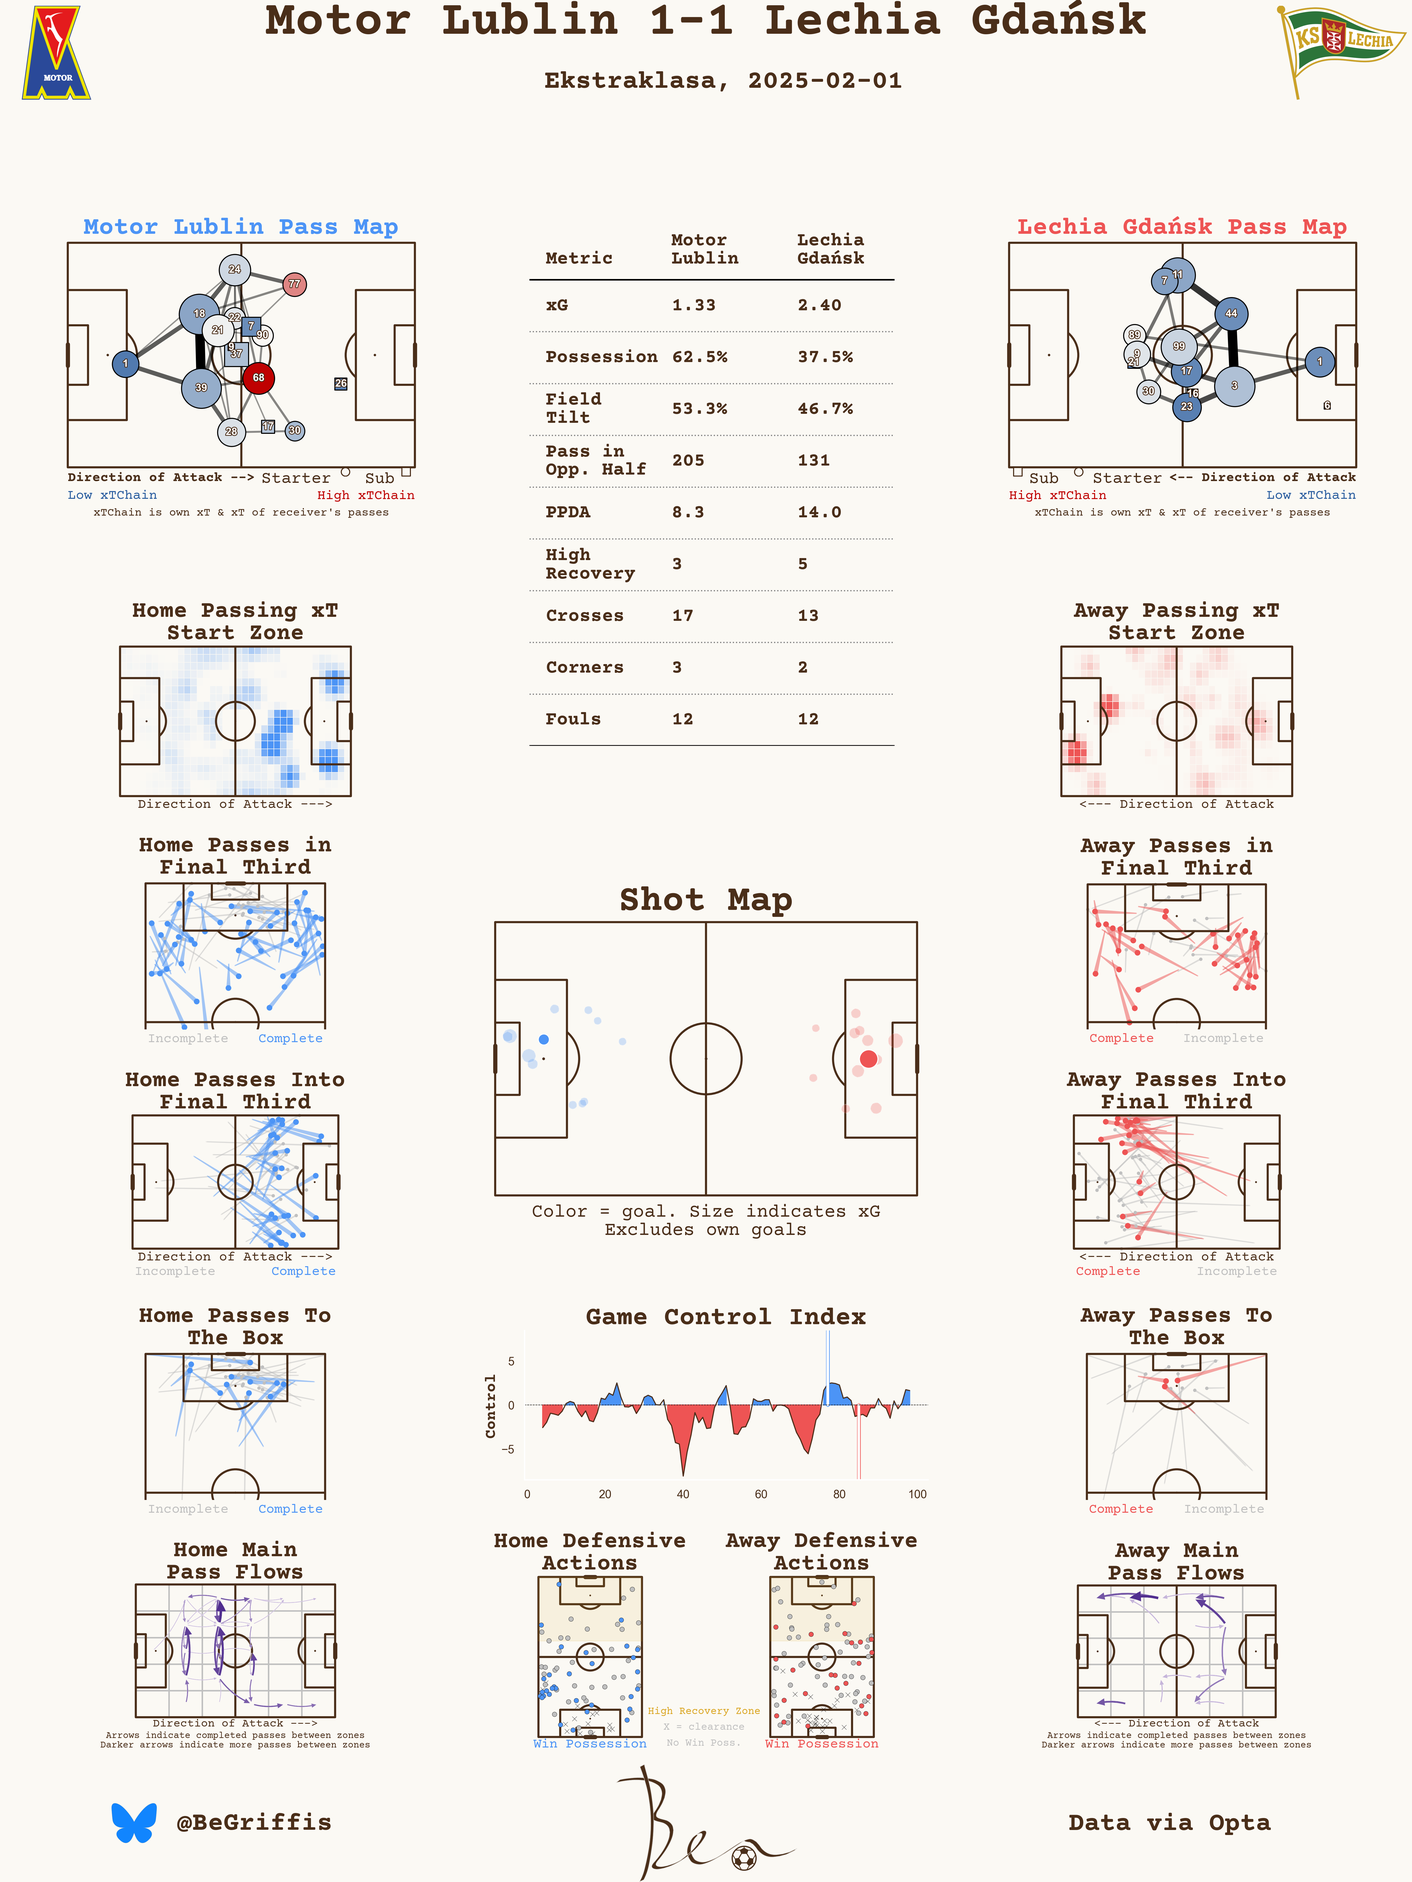 Motor Lublin 1-1 Lechia Gdańsk
Ekstraklasa, 2025-02-01
MOTOR
KS LECHIA
Motor Lublin Pass Map
24
77
18
22
7
21
90
9
37
1
68
39
26
28
17
30
Direction of Attack --> Starter Sub
Low xTChain High xTChain
xTChain is own xT & xT of receiver's passes
Metric Motor Lublin Lechia Gdańsk
xG 1.33 2.40
Possession 62.5% 37.5%
Field Tilt 53.3% 46.7%
Pass in Opp. Half 205 131
PPDA 8.3 14.0
High Recovery 3 5
Crosses 17 13
Corners 3 2
Fouls 12 12
Lechia Gdańsk Pass Map
11
7
44
89
99
9
21
1
17
3
30
16
23
6
Sub Starter <-- Direction of Attack
High xTChain Low xTChain
xTChain is own xT & xT of receiver's passes
Home Passing xT
Start Zone
Direction of Attack --->
Away Passing xT
Start Zone
<--- Direction of Attack
Home Passes in
Final Third
Incomplete Complete
Shot Map
Color = goal. Size indicates xG
Excludes own goals
Away Passes in
Final Third
Complete Incomplete
Home Passes Into
Final Third
Direction of Attack --->
Incomplete Complete
Away Passes Into
Final Third
<--- Direction of Attack
Complete Incomplete
Home Passes To
The Box
Incomplete Complete
Game Control Index
Control
5
0
−5
0 20 40 60 80 100
Away Passes To
The Box
Complete Incomplete
Home Main
Pass Flows
Direction of Attack --->
Arrows indicate completed passes between zones
Darker arrows indicate more passes between zones
Home Defensive
Actions
Win Possession
High Recovery Zone
X = clearance
No Win Poss.
Away Defensive
Actions
Win Possession
Away Main
Pass Flows
<--- Direction of Attack
Arrows indicate completed passes between zones
Darker arrows indicate more passes between zones
@BeGriffis
Ben
Data via Opta